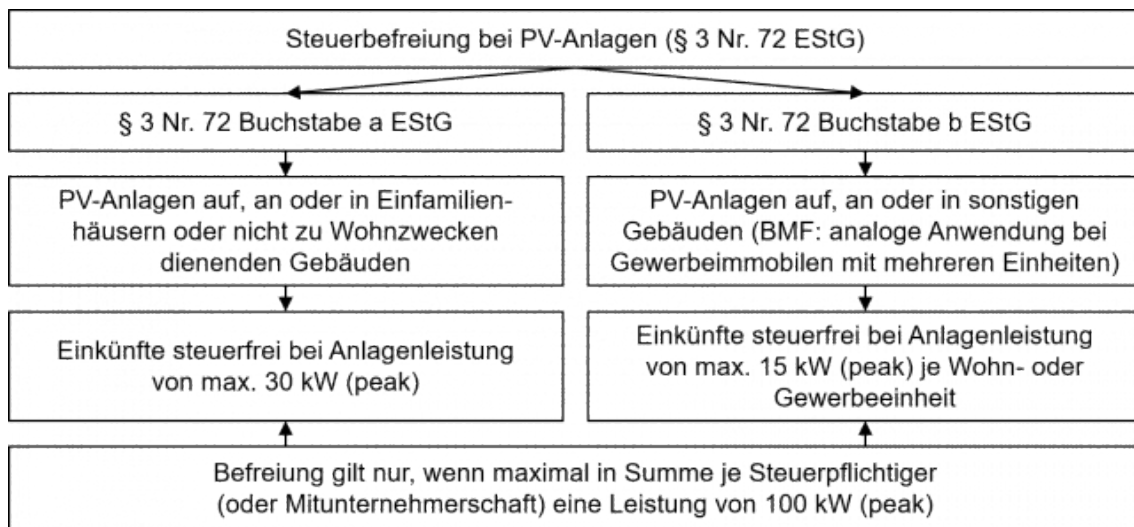 Steuerbefreiung bei PV-Anlagen (§ 3 Nr. 72 EStG)
§ 3 Nr. 72 Buchstabe a EStG
§ 3 Nr. 72 Buchstabe b EStG
PV-Anlagen auf, an oder in Einfamilien-
häusern oder nicht zu Wohnzwecken
dienenden Gebäuden
PV-Anlagen auf, an oder in sonstigen
Gebäuden (BMF: analoge Anwendung bei
Gewerbeimmobilen mit mehreren Einheiten)
Einkünfte steuerfrei bei Anlagenleistung
von max. 30 kW (peak)
Einkünfte steuerfrei bei Anlagenleistung
von max. 15 kW (peak) je Wohn- oder
Gewerbeeinheit
Befreiung gilt nur, wenn maximal in Summe je Steuerpflichtiger
(oder Mitunternehmerschaft) eine Leistung von 100 kW (peak)